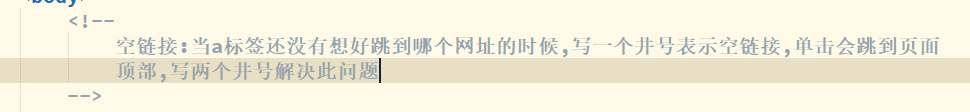 <body>
<!--
空链接:当a标签还没有想好跳到哪个网址的时候,写一个井号表示空链接,单击会跳到页面
顶部,写两个井号解决此问题
-->